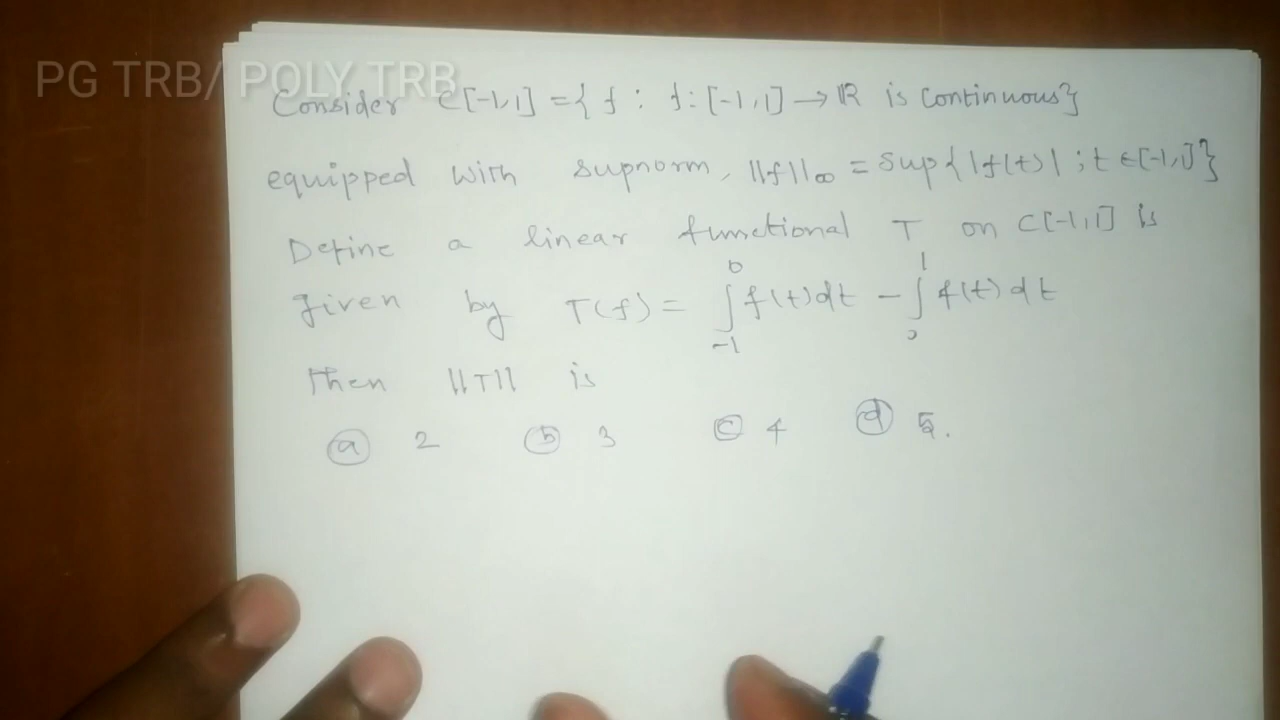 PG TRB/ POLY TRB
Consider C[-1,1] = { f : f: [-1,1] → ℝ is continuous}
equipped with supnorm, ||f||∞ = sup{ |f(t)| ; t ∈ [-1,1] }
Define a linear functional T on C[-1,1] is
given by T(f) = ∫_{-1}^{0} f(t)dt - ∫_{0}^{1} f(t)dt
Then ||T|| is
ⓐ 2 ⓑ 3 ⓒ 4 ⓓ 5.